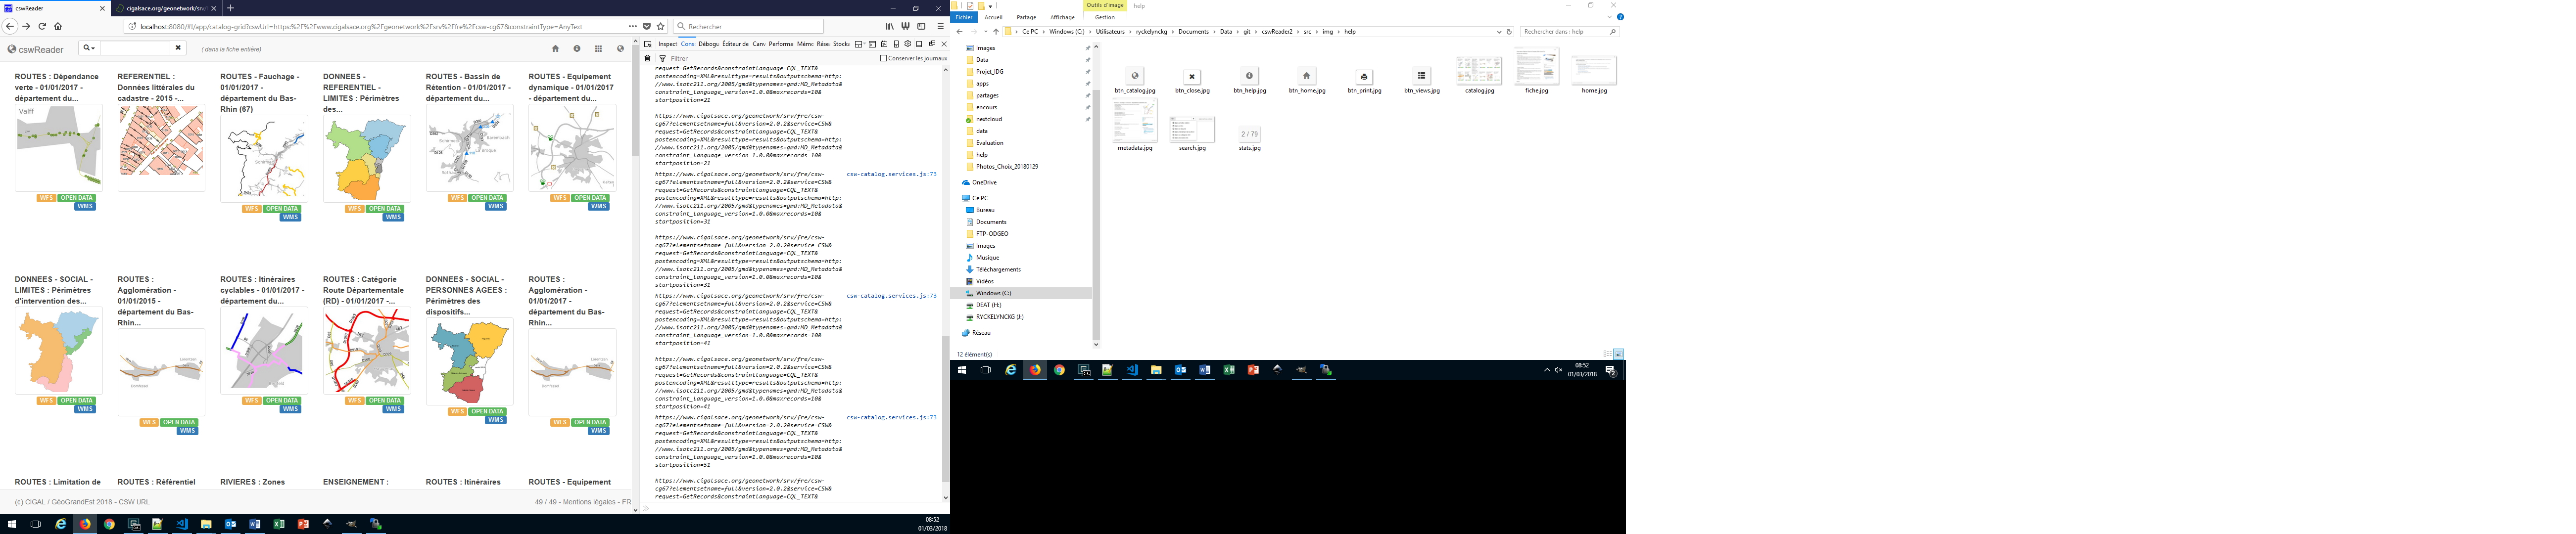 cswReader
cigalsace.org/geonetwork/srv/
localhost:8080/#!/app/catalog-grid?cswUrl=https:%2F%2Fwww.cigalsace.org%2Fgeonetwork%2Fsrv%2Ffre%2Fcsw-cg67&constraintType=AnyText
Rechercher
cswReader
( dans la fiche entière)
ROUTES : Dépendance verte - 01/01/2017 - département du...
Valff
WFS OPEN DATA
WMS
REFERENTIEL : Données littérales du cadastre - 2015 -...
WFS OPEN DATA
WMS
ROUTES - Fauchage - 01/01/2017 - département du Bas-Rhin (67)
WFS OPEN DATA
WMS
DONNEES - REFERENTIEL - LIMITES : Périmètres des...
WFS OPEN DATA
WMS
ROUTES - Bassin de Rétention - 01/01/2017 - département du...
WFS OPEN DATA
WMS
ROUTES - Equipement dynamique - 01/01/2017 - département du...
WFS OPEN DATA
WMS
DONNEES - SOCIAL - LIMITES : Périmètres d'intervention des...
WFS OPEN DATA
WMS
ROUTES : Agglomération - 01/01/2015 - département du Bas-Rhin...
WFS OPEN DATA
WMS
ROUTES : Itinéraires cyclables - 01/01/2017 - département du...
WFS OPEN DATA
WMS
ROUTES : Catégorie Route Départementale (RD) - 01/01/2017 -...
WFS OPEN DATA
WMS
DONNEES - SOCIAL - PERSONNES AGEES : Périmètres des dispositifs...
WFS OPEN DATA
WMS
ROUTES : Agglomération - 01/01/2017 - département du Bas-Rhin...
WFS OPEN DATA
WMS
ROUTES : Limitation de
ROUTES : Référentiel
RIVIERES : Zones
ENSEIGNEMENT :
ROUTES : Itinéraires
ROUTES - Equipement
(c) CIGAL / GéoGrandEst 2016 - CSW URL
49 / 49 - Mentions légales - FR
Filtrer
Conserver les journaux
request=GetRecords&constraintLanguage=CQL_TEXT&
postencoding=XML&resulttype=results&outputschema=http:
//www.isotc211.org/2005/gmd&typenames=gmd:MD_Metadata&
constraint_language_version=1.0.0&maxrecords=10&
startposition=21
https://www.cigalsace.org/geonetwork/srv/fre/csw-
cg67?elementsetname=full&version=2.0.2&service=CSW&
request=GetRecords&constraintLanguage=CQL_TEXT&
postencoding=XML&resulttype=results&outputschema=http:
//www.isotc211.org/2005/gmd&typenames=gmd:MD_Metadata&
constraint_language_version=1.0.0&maxrecords=10&
startposition=21
https://www.cigalsace.org/geonetwork/srv/fre/csw- csw-catalog.services.js:73
cg67?elementsetname=full&version=2.0.2&service=CSW&
request=GetRecords&constraintLanguage=CQL_TEXT&
postencoding=XML&resulttype=results&outputschema=http:
//www.isotc211.org/2005/gmd&typenames=gmd:MD_Metadata&
constraint_language_version=1.0.0&maxrecords=10&
startposition=31
https://www.cigalsace.org/geonetwork/srv/fre/csw-
cg67?elementsetname=full&version=2.0.2&service=CSW&
request=GetRecords&constraintLanguage=CQL_TEXT&
postencoding=XML&resulttype=results&outputschema=http:
//www.isotc211.org/2005/gmd&typenames=gmd:MD_Metadata&
constraint_language_version=1.0.0&maxrecords=10&
startposition=31
https://www.cigalsace.org/geonetwork/srv/fre/csw- csw-catalog.services.js:73
cg67?elementsetname=full&version=2.0.2&service=CSW&
request=GetRecords&constraintLanguage=CQL_TEXT&
postencoding=XML&resulttype=results&outputschema=http:
//www.isotc211.org/2005/gmd&typenames=gmd:MD_Metadata&
constraint_language_version=1.0.0&maxrecords=10&
startposition=41
https://www.cigalsace.org/geonetwork/srv/fre/csw-
cg67?elementsetname=full&version=2.0.2&service=CSW&
request=GetRecords&constraintLanguage=CQL_TEXT&
postencoding=XML&resulttype=results&outputschema=http:
//www.isotc211.org/2005/gmd&typenames=gmd:MD_Metadata&
constraint_language_version=1.0.0&maxrecords=10&
startposition=41
https://www.cigalsace.org/geonetwork/srv/fre/csw- csw-catalog.services.js:73
cg67?elementsetname=full&version=2.0.2&service=CSW&
request=GetRecords&constraintLanguage=CQL_TEXT&
postencoding=XML&resulttype=results&outputschema=http:
//www.isotc211.org/2005/gmd&typenames=gmd:MD_Metadata&
constraint_language_version=1.0.0&maxrecords=10&
startposition=51
https://www.cigalsace.org/geonetwork/srv/fre/csw-
cg67?elementsetname=full&version=2.0.2&service=CSW&
request=GetRecords&constraintLanguage=CQL_TEXT&
08:52
01/03/2018
Outils d'image help
Fichier Accueil Partage Affichage Gestion
Ce PC > Windows (C:) > Utilisateurs > ryckelynckg > Documents > Data > git > cswReader2 > src > img > help
Rechercher dans : help
Images
Data
Projet_IDG
apps
partages
encours
nextcloud
data
Evaluation
help
Photos_Choix_20180129
OneDrive
Ce PC
Bureau
Documents
FTP-ODGEO
Images
Musique
Téléchargements
Vidéos
Windows (C:)
DEAT (H:)
RYCKELYNCKG (J:)
Réseau
btn_catalog.jpg btn_close.jpg btn_help.jpg btn_home.jpg btn_print.jpg btn_views.jpg catalog.jpg fiche.jpg home.jpg
2 / 79
metadata.jpg search.jpg stats.jpg
12 élément(s)
08:52
01/03/2018